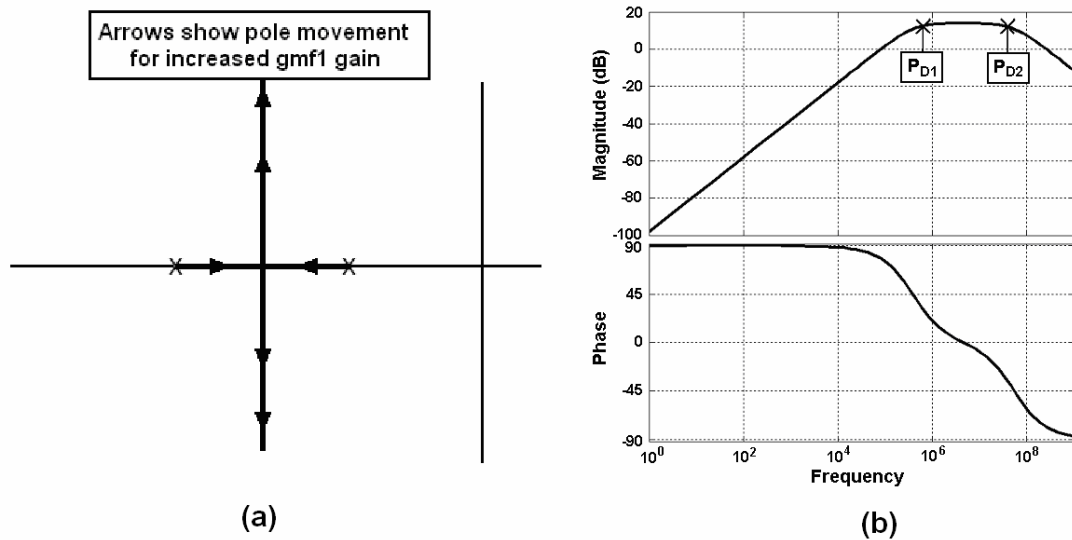 Arrows show pole movement
for increased gmf1 gain
(a)
Magnitude (dB)
20
0
-20
-40
-60
-80
-100
P_D1
P_D2
Phase
90
45
0
-45
-90
10^0
10^2
10^4
10^6
10^8
Frequency
(b)